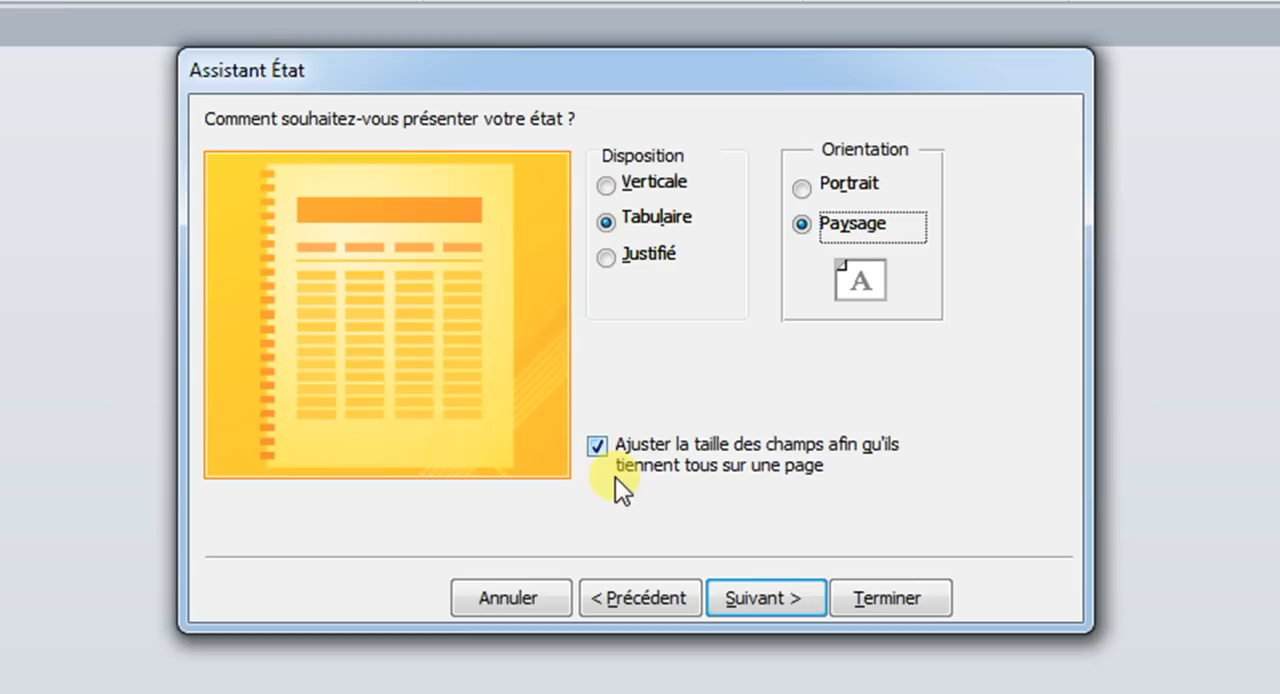 Assistant État
Comment souhaitez-vous présenter votre état ?
Disposition
Verticale
Tabulaire
Justifié
Orientation
Portrait
Paysage
A
Ajuster la taille des champs afin qu'ils
tiennent tous sur une page
Annuler
< Précédent
Suivant >
Terminer